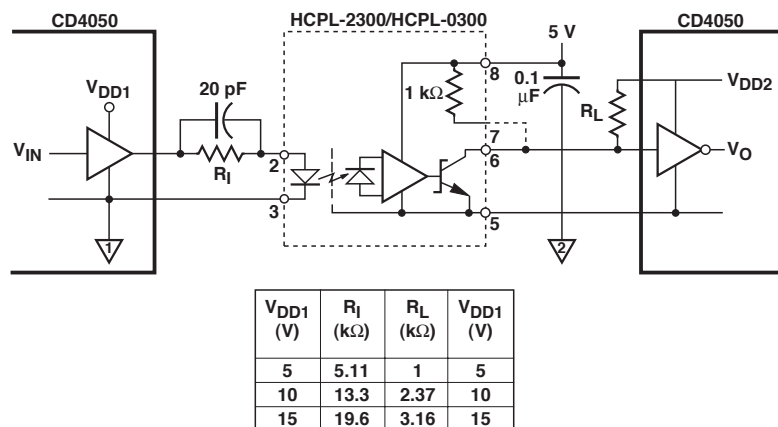 CD4050
HCPL-2300/HCPL-0300
CD4050
5 V
VDD1
20 pF
8
1 kΩ
0.1
µF
RL
VDD2
7
VIN
2
6
VO
RI
3
5
1
2
VDD1
(V)
RI
(kΩ)
RL
(kΩ)
VDD1
(V)
5 5.11 1 5
10 13.3 2.37 10
15 19.6 3.16 15